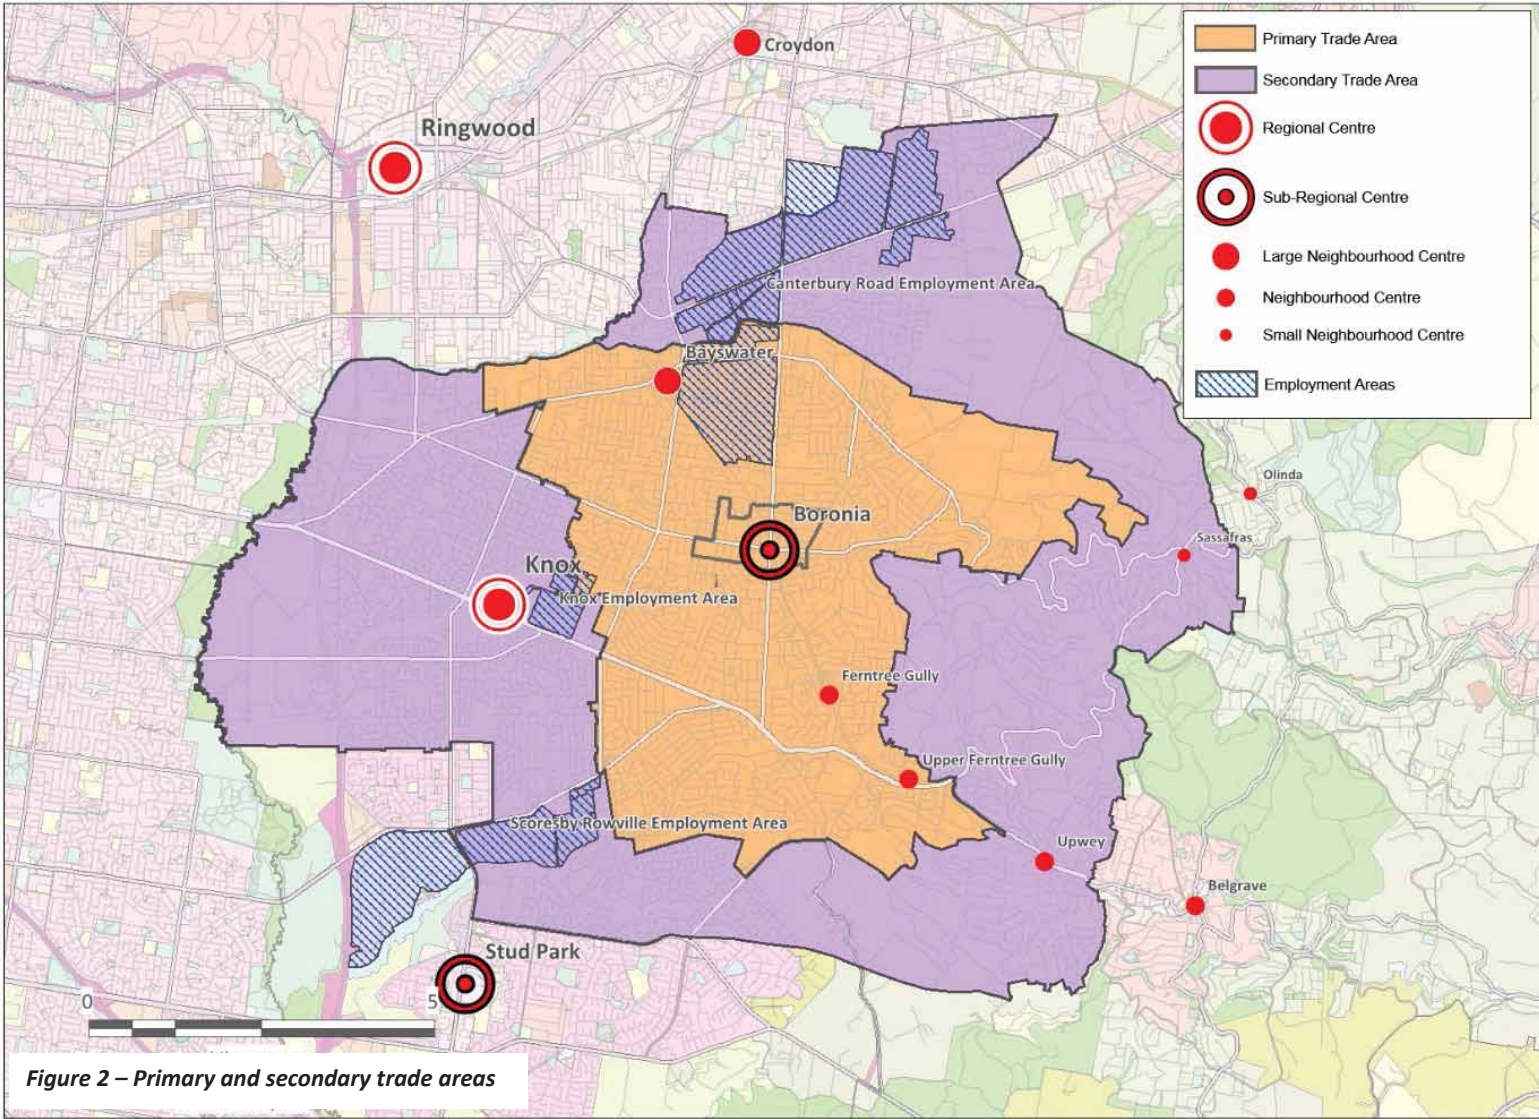 Croydon
Ringwood
Primary Trade Area
Secondary Trade Area
Regional Centre
Sub-Regional Centre
Large Neighbourhood Centre
Neighbourhood Centre
Small Neighbourhood Centre
Employment Areas
Canterbury Road Employment Area
Bayswater
Olinda
Boronia
Sassafras
Knox
Knox Employment Area
Ferntree Gully
Upper Ferntree Gully
Scoresby Rowville Employment Area
Upwey
Belgrave
Stud Park
0 5
Figure 2 – Primary and secondary trade areas